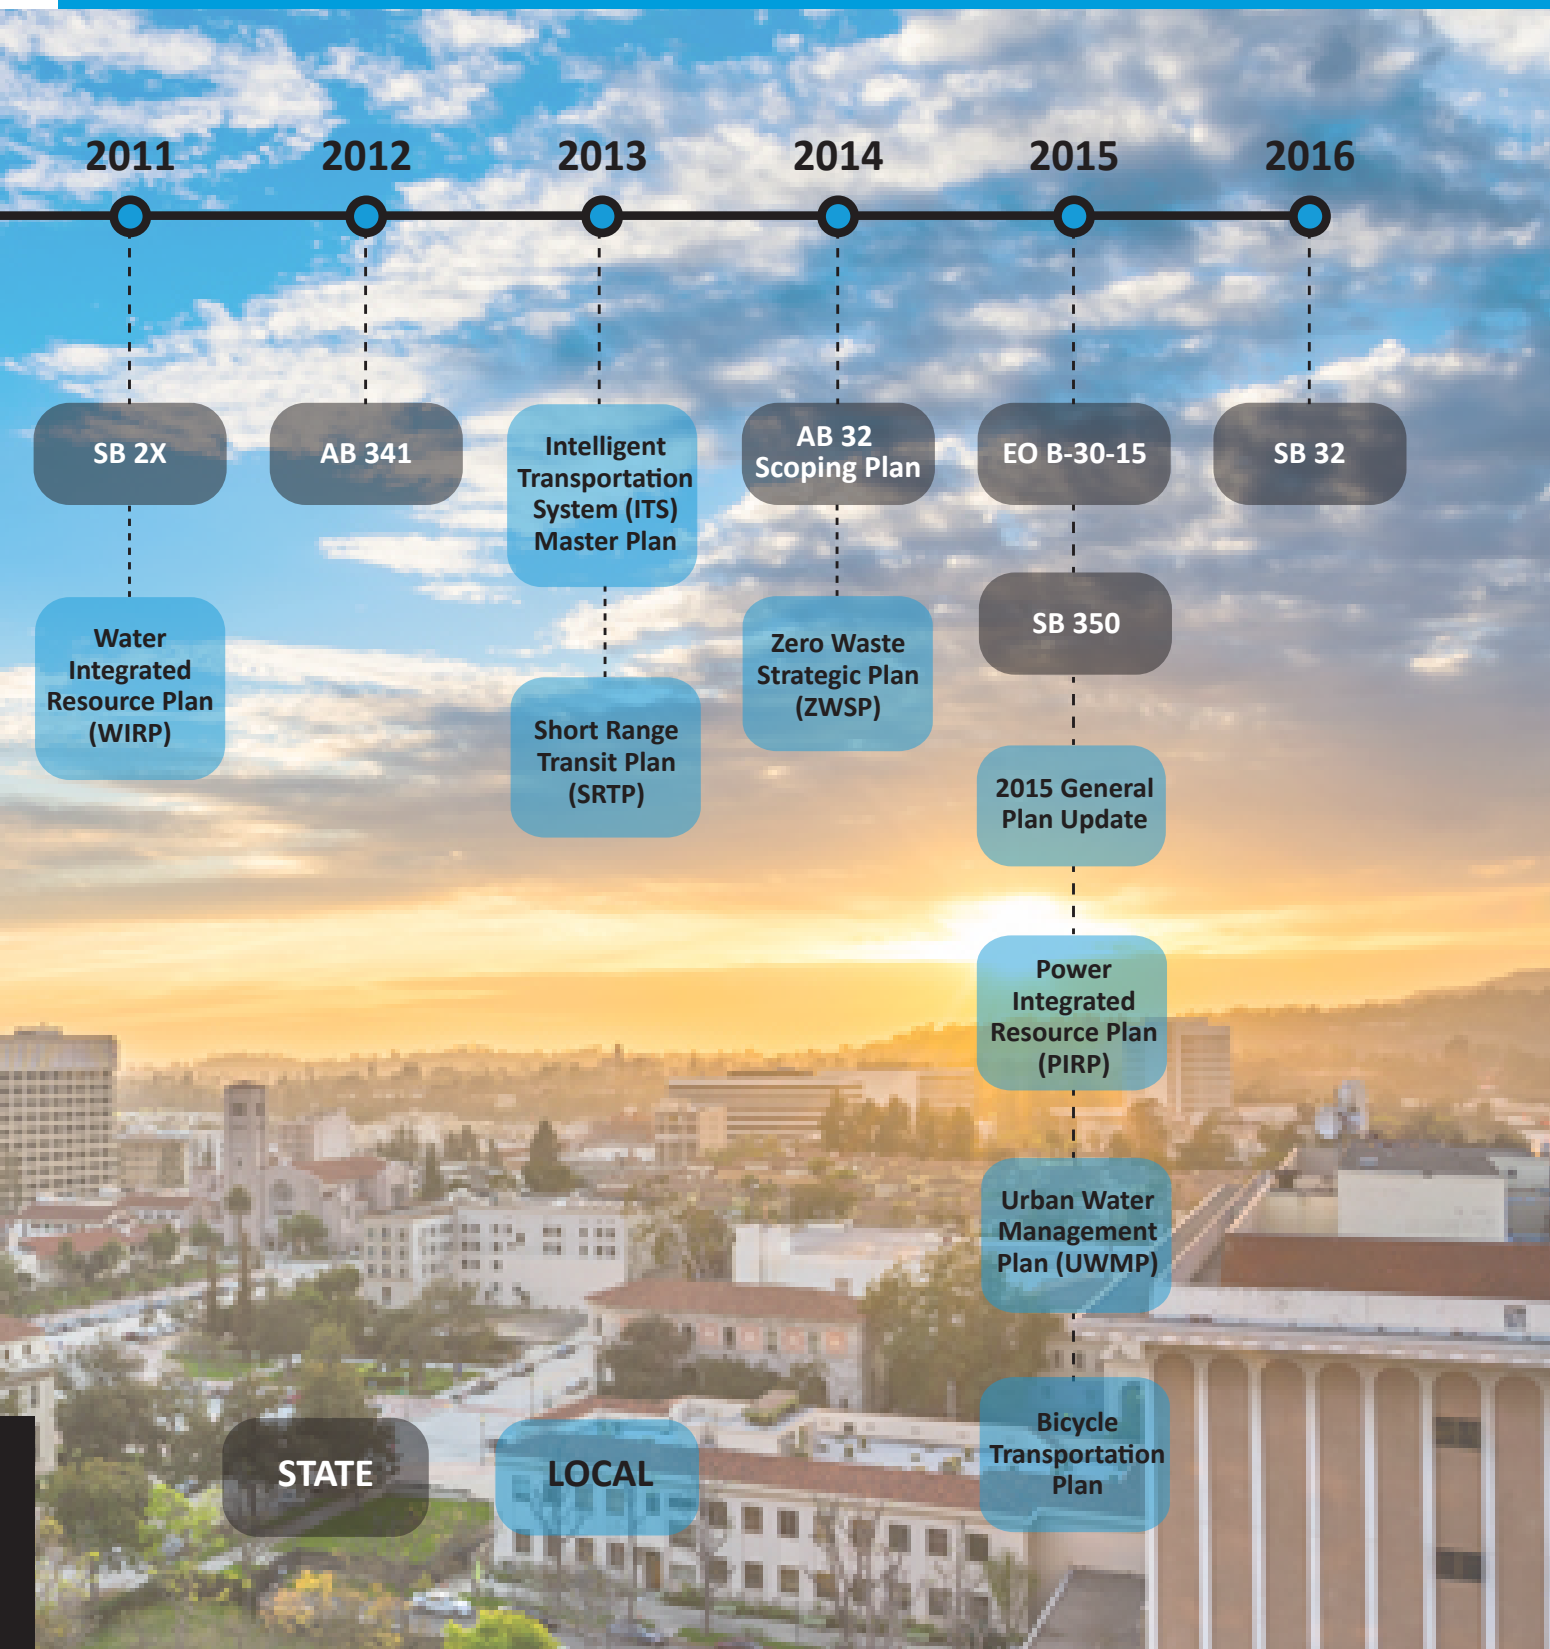 2011 2012 2013 2014 2015 2016
SB 2X
Water
Integrated
Resource Plan
(WIRP)
AB 341
Intelligent
Transportation
System (ITS)
Master Plan
Short Range
Transit Plan
(SRTP)
AB 32
Scoping Plan
Zero Waste
Strategic Plan
(ZWSP)
EO B-30-15
SB 350
2015 General
Plan Update
Power
Integrated
Resource Plan
(PIRP)
Urban Water
Management
Plan (UWMP)
Bicycle
Transportation
Plan
SB 32
STATE
LOCAL